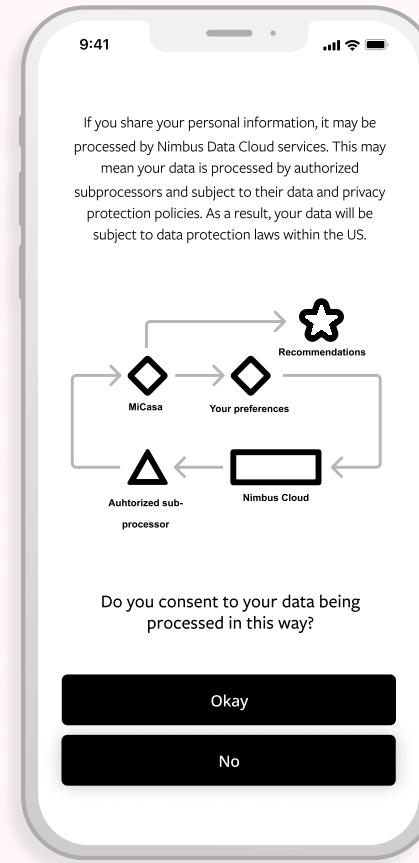 9:41
If you share your personal information, it may be
processed by Nimbus Data Cloud services. This may
mean your data is processed by authorized
subprocessors and subject to their data and privacy
protection policies. As a result, your data will be
subject to data protection laws within the US.
Recommendations
MiCasa
Your preferences
Auhtorized sub-
processor
Nimbus Cloud
Do you consent to your data being
processed in this way?
Okay
No